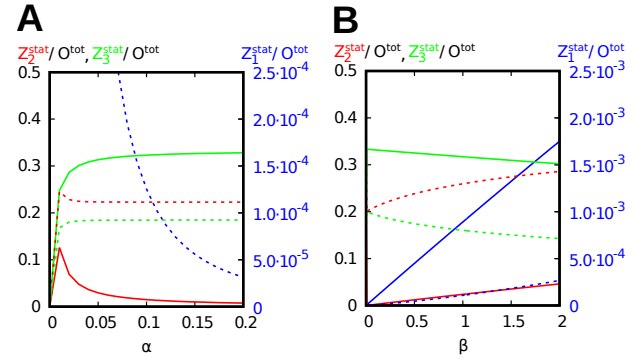 A
Z₂ˢᵗᵃᵗ/ Oᵗᵒᵗ, Z₃ˢᵗᵃᵗ/ Oᵗᵒᵗ Z₁ˢᵗᵃᵗ/ Oᵗᵒᵗ
0.5 2.5·10⁻⁴
0.4 2.0·10⁻⁴
0.3 1.5·10⁻⁴
0.2 1.0·10⁻⁴
0.1 5.0·10⁻⁵
0 0
0 0.05 0.1 0.15 0.2
α
B
Z₂ˢᵗᵃᵗ/ Oᵗᵒᵗ, Z₃ˢᵗᵃᵗ/ Oᵗᵒᵗ Z₁ˢᵗᵃᵗ/ Oᵗᵒᵗ
0.5 2.5·10⁻³
0.4 2.0·10⁻³
0.3 1.5·10⁻³
0.2 1.0·10⁻³
0.1 5.0·10⁻⁴
0 0
0 0.5 1 1.5 2
β